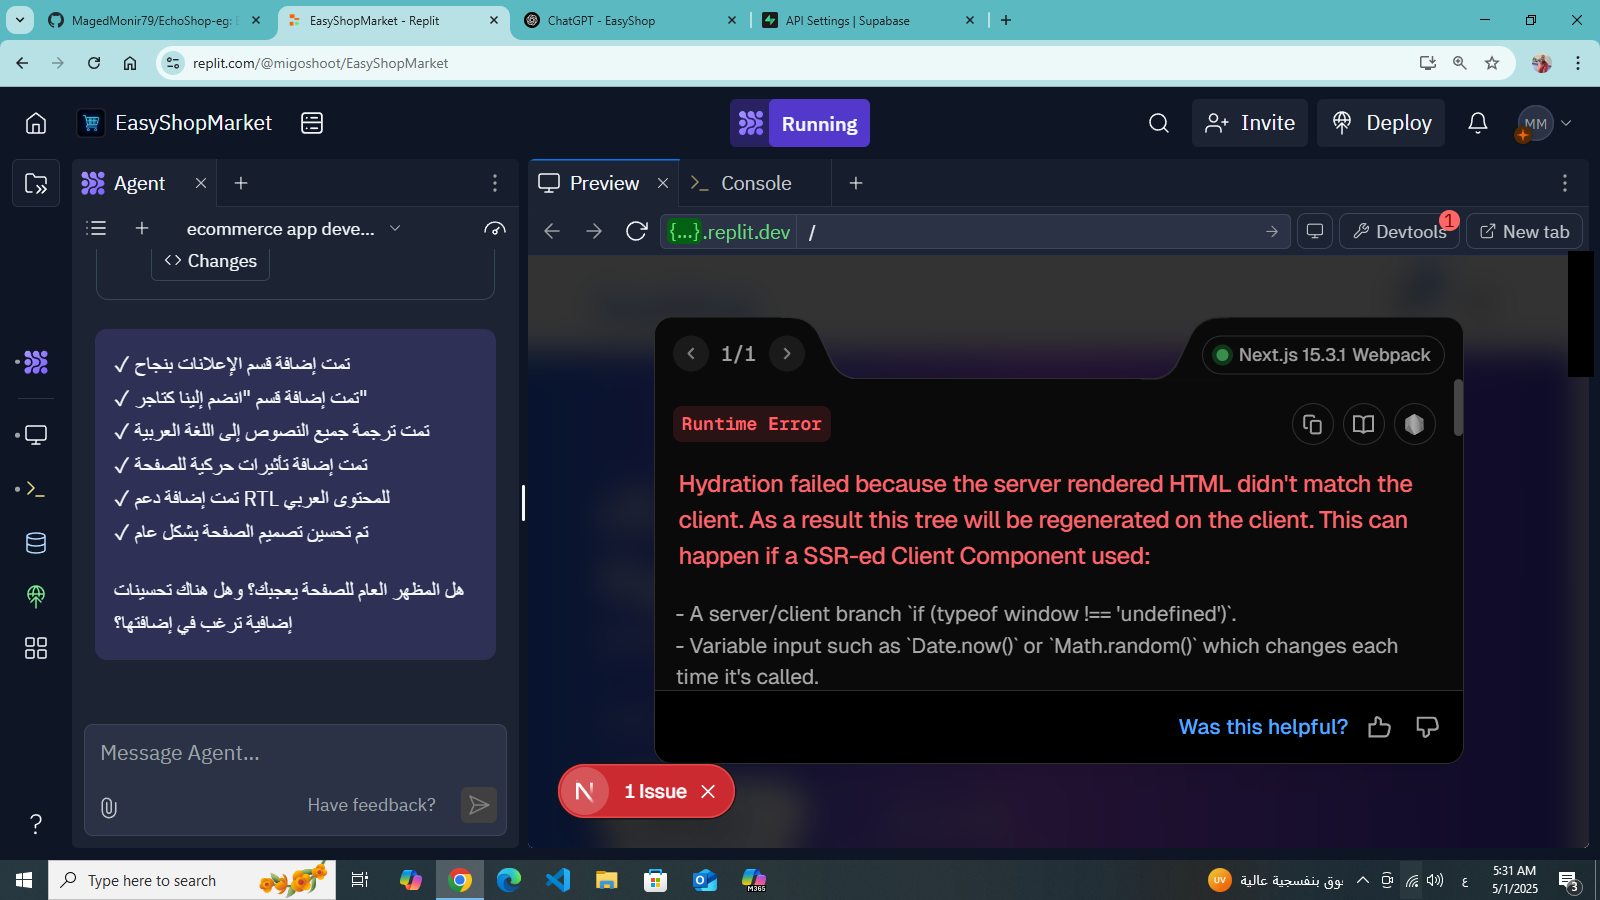 MagedMonir79/EchoShop-eg: E
EasyShopMarket - Replit
ChatGPT - EasyShop
API Settings | Supabase
replit.com/@migoshoot/EasyShopMarket
EasyShopMarket
Running
Invite
Deploy
MM
Agent
Preview
Console
ecommerce app deve...
{...}.replit.dev
/
Devtools
1
New tab
Changes
✓ تمت إضافة قسم الإعلانات بنجاح
✓ تمت إضافة قسم "انضم إلينا كتاجر"
✓ تمت ترجمة جميع النصوص إلى اللغة العربية
✓ تمت إضافة تأثيرات حركية للصفحة
✓ تمت إضافة دعم RTL للمحتوى العربي
✓ تم تحسين تصميم الصفحة بشكل عام
هل المظهر العام للصفحة يعجبك؟ وهل هناك تحسينات
إضافية ترغب في إضافتها؟
Message Agent...
Have feedback?
1/1
Next.js 15.3.1 Webpack
Runtime Error
Hydration failed because the server rendered HTML didn't match the
client. As a result this tree will be regenerated on the client. This can
happen if a SSR-ed Client Component used:
- A server/client branch `if (typeof window !== 'undefined')`.
- Variable input such as `Date.now()` or `Math.random()` which changes each
time it's called.
Was this helpful?
N
1 Issue
?
Type here to search
M365
UV
فوق بنفسجية عالية
ع
5:31 AM
5/1/2025
3